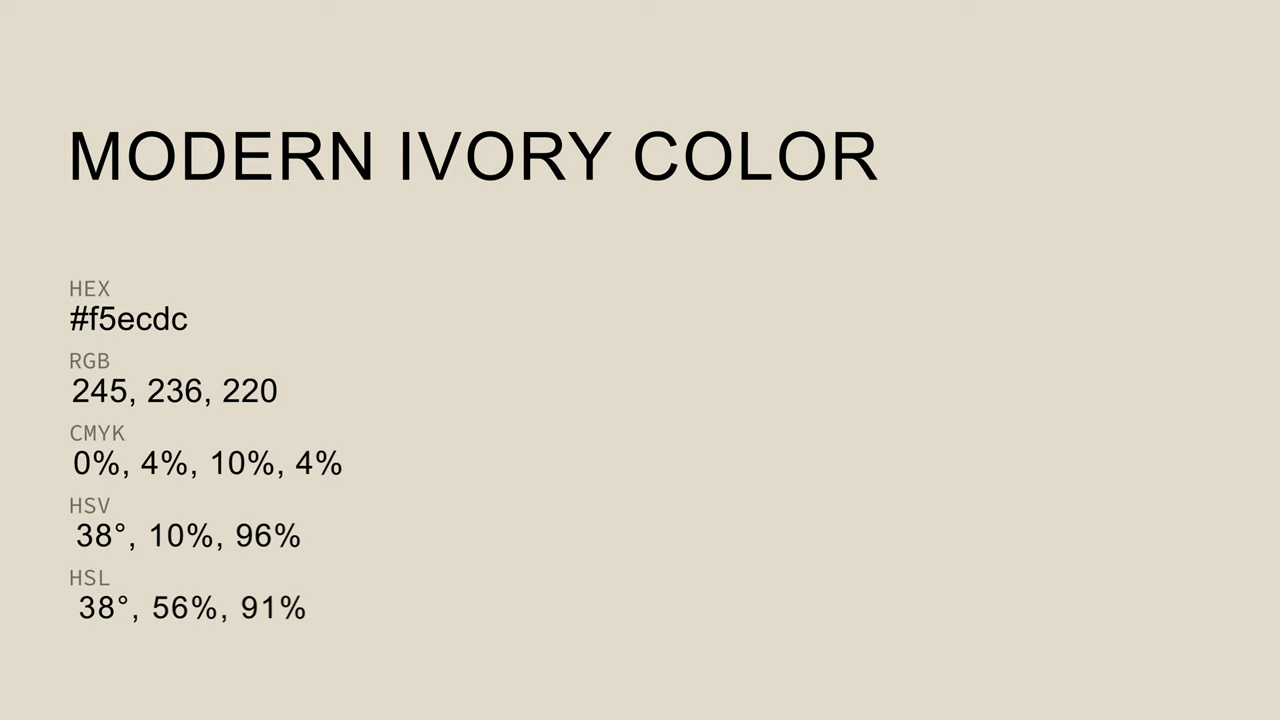 MODERN IVORY COLOR
HEX
#f5ecdc
RGB
245, 236, 220
CMYK
0%, 4%, 10%, 4%
HSV
38°, 10%, 96%
HSL
38°, 56%, 91%